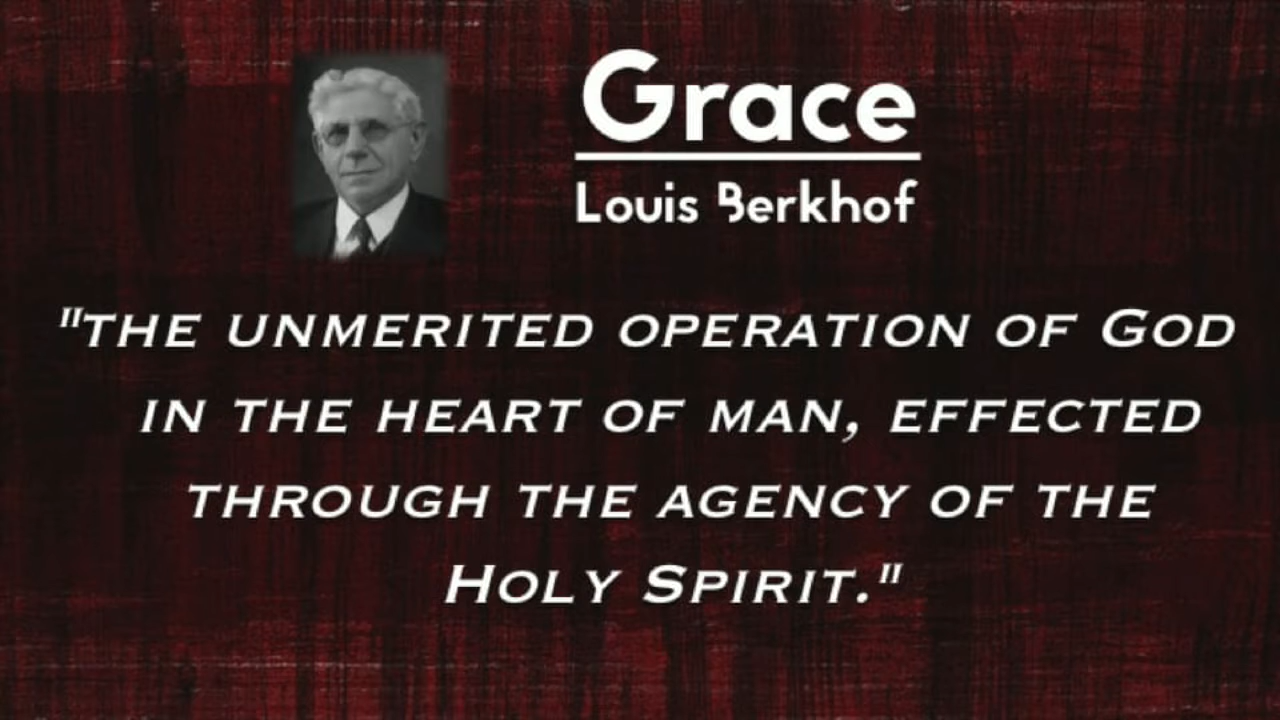 Grace
Louis Berkhof
"THE UNMERITED OPERATION OF GOD
IN THE HEART OF MAN, EFFECTED
THROUGH THE AGENCY OF THE
HOLY SPIRIT."